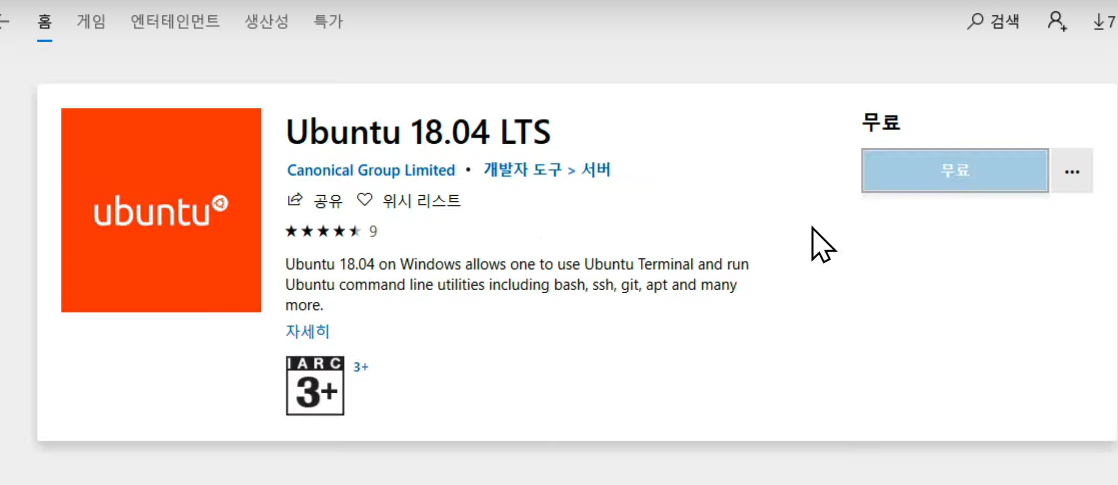 홈 게임 엔터테인먼트 생산성 특가 검색 7
ubuntu
Ubuntu 18.04 LTS
Canonical Group Limited • 개발자 도구 > 서버
공유 위시 리스트
9
Ubuntu 18.04 on Windows allows one to use Ubuntu Terminal and run
Ubuntu command line utilities including bash, ssh, git, apt and many
more.
자세히
IARC
3+
3+
무료
무료
...